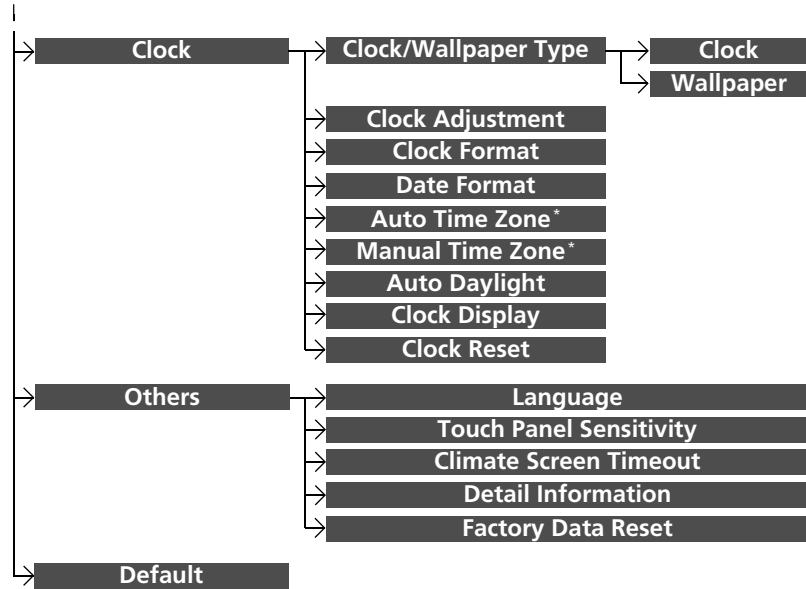 Clock
Clock/Wallpaper Type
Clock
Wallpaper
Clock Adjustment
Clock Format
Date Format
Auto Time Zone*
Manual Time Zone*
Auto Daylight
Clock Display
Clock Reset
Others
Language
Touch Panel Sensitivity
Climate Screen Timeout
Detail Information
Factory Data Reset
Default